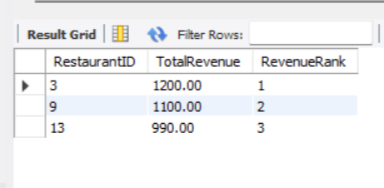 Result Grid Filter Rows:
RestaurantID TotalRevenue RevenueRank
3 1200.00 1
9 1100.00 2
13 990.00 3